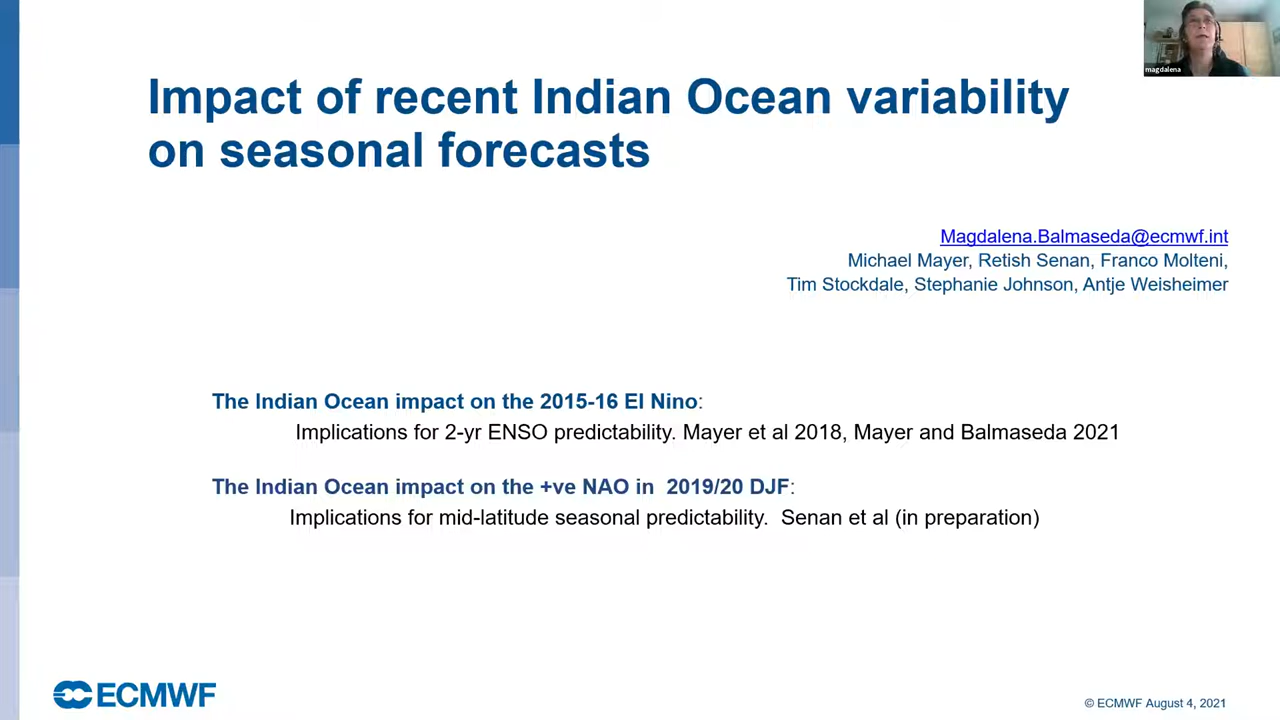 magdalena
Impact of recent Indian Ocean variability
on seasonal forecasts
Magdalena.Balmaseda@ecmwf.int
Michael Mayer, Retish Senan, Franco Molteni,
Tim Stockdale, Stephanie Johnson, Antje Weisheimer
The Indian Ocean impact on the 2015-16 El Nino:
Implications for 2-yr ENSO predictability. Mayer et al 2018, Mayer and Balmaseda 2021
The Indian Ocean impact on the +ve NAO in 2019/20 DJF:
Implications for mid-latitude seasonal predictability. Senan et al (in preparation)
ECMWF
© ECMWF August 4, 2021